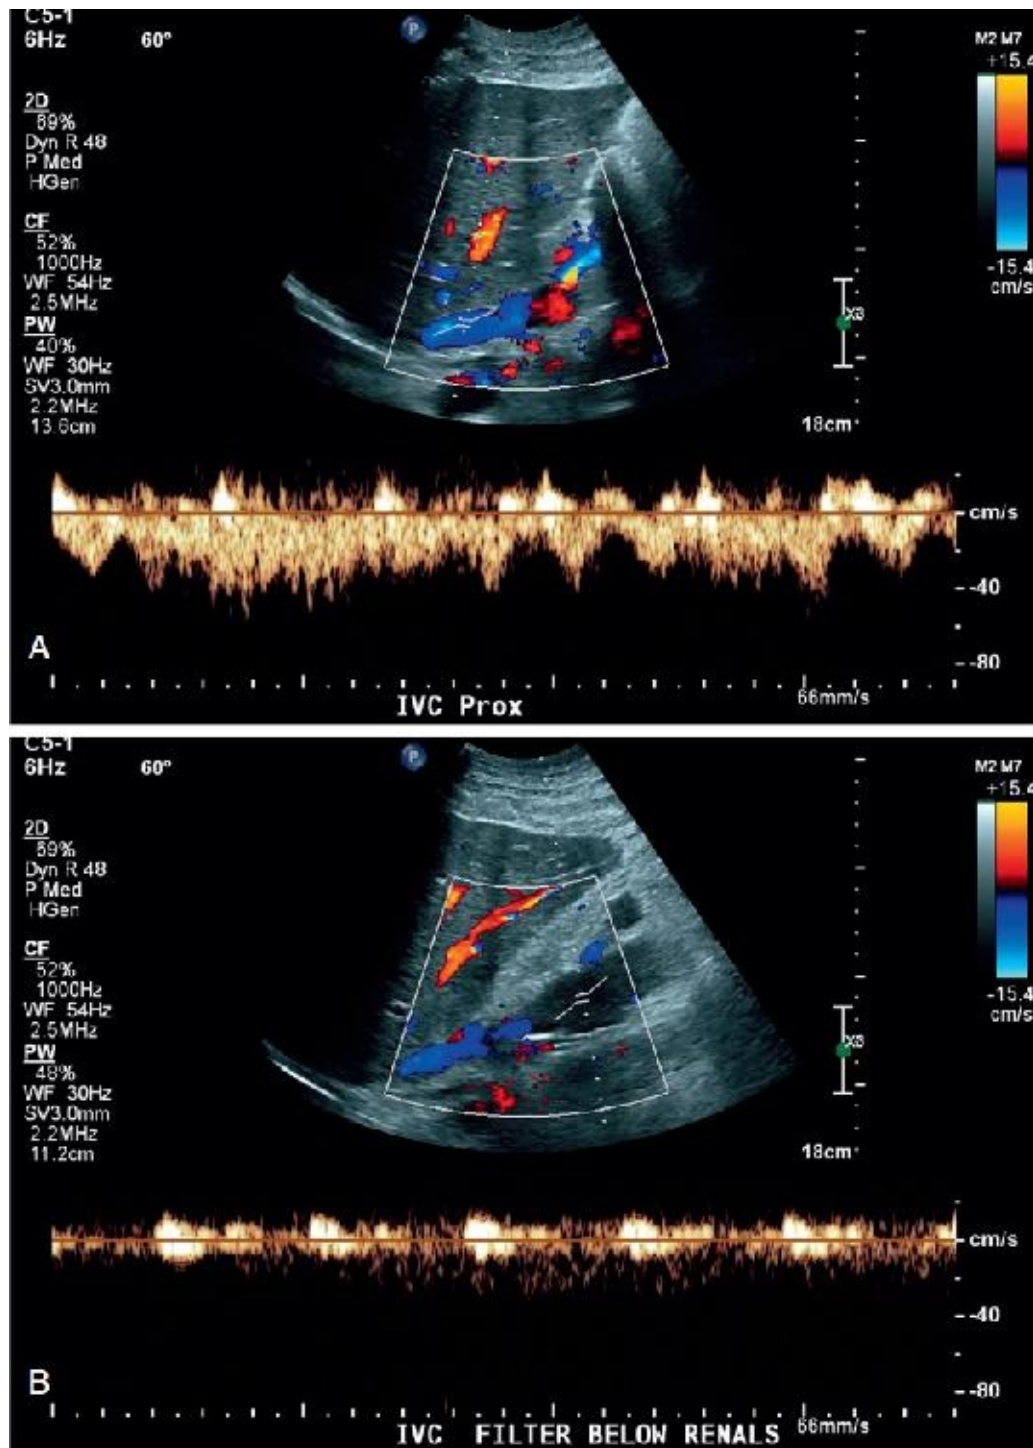 C5-1
6Hz 60°
P
M2 M7
+15.4
2D
69%
Dyn R 48
P Med
HGen
CF
52%
1000Hz
WF 54Hz
2.5MHz
-15.4
cm/s
PW
40%
WF 30Hz
SV3.0mm
2.2MHz
13.6cm
X3
18cm
cm/s
-40
-80
A
66mm/s
IVC Prox
C5-1
6Hz 60°
P
M2 M7
+15.4
2D
69%
Dyn R 48
P Med
HGen
CF
52%
1000Hz
WF 54Hz
2.5MHz
-15.4
cm/s
PW
48%
WF 30Hz
SV3.0mm
2.2MHz
11.2cm
X3
18cm
cm/s
-40
-80
B
66mm/s
IVC FILTER BELOW RENALS